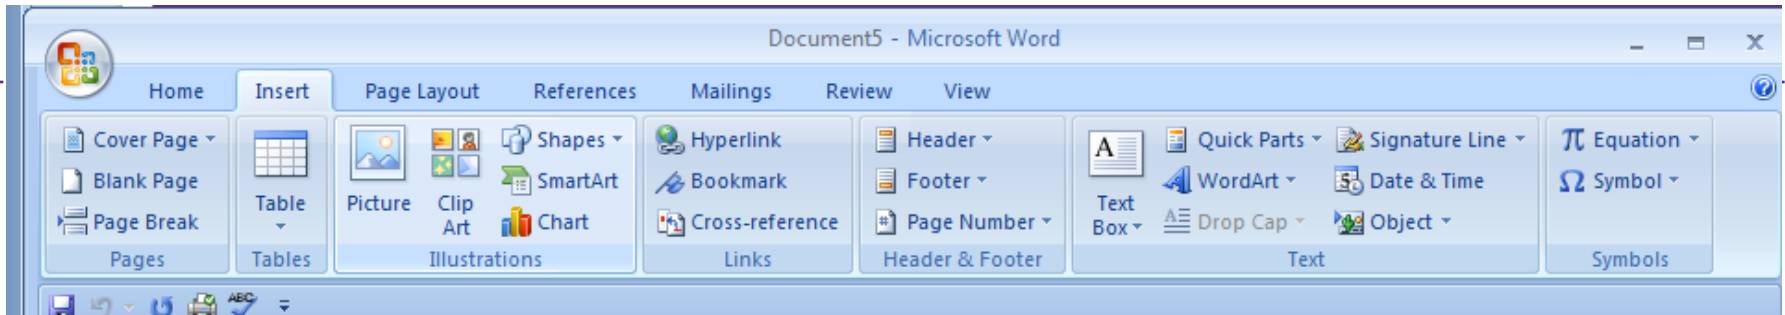 Document5 - Microsoft Word
Home Insert Page Layout References Mailings Review View
Cover Page
Blank Page
Page Break
Pages
Table
Tables
Picture
Clip
Art
Shapes
SmartArt
Chart
Illustrations
Hyperlink
Bookmark
Cross-reference
Links
Header
Footer
Page Number
Header & Footer
A
Text
Box
Quick Parts
WordArt
Drop Cap
Signature Line
Date & Time
Object
Text
π Equation
Ω Symbol
Symbols
ABC